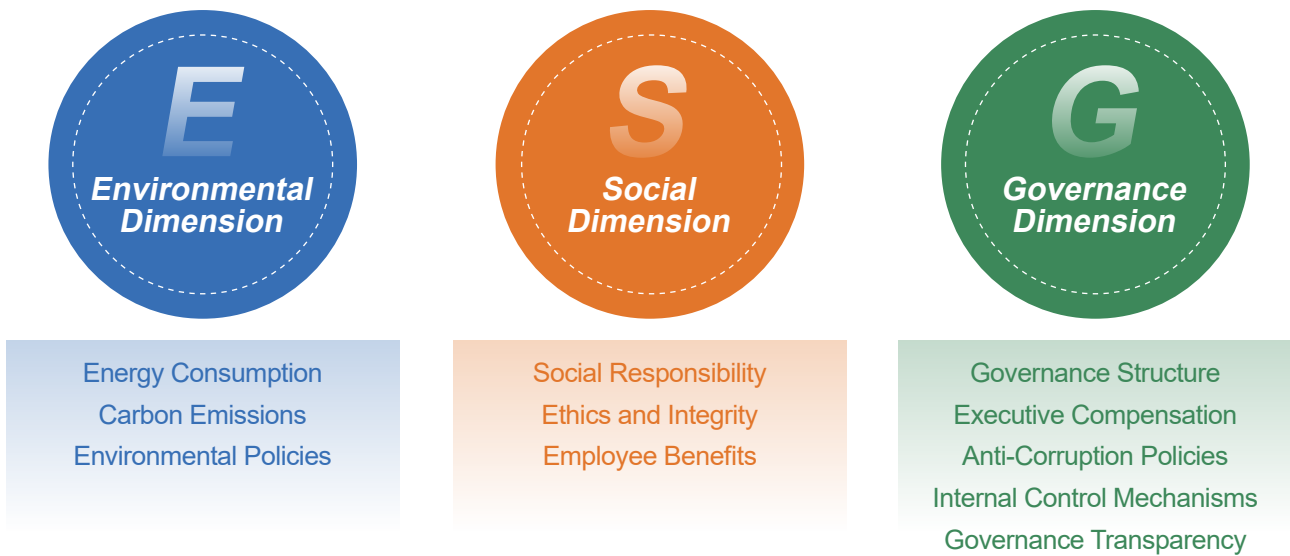 E
Environmental
Dimension
Energy Consumption
Carbon Emissions
Environmental Policies
S
Social
Dimension
Social Responsibility
Ethics and Integrity
Employee Benefits
G
Governance
Dimension
Governance Structure
Executive Compensation
Anti-Corruption Policies
Internal Control Mechanisms
Governance Transparency